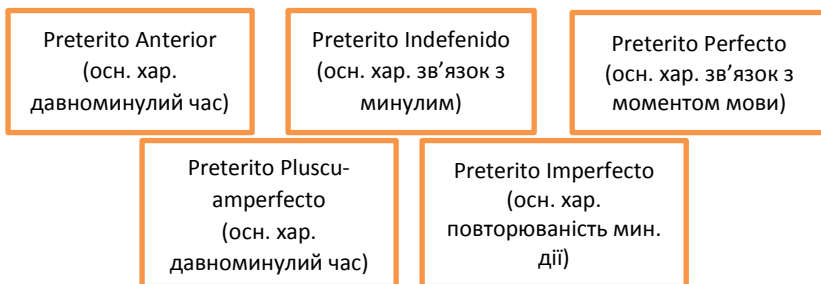 Preterito Anterior
(осн. хар.
давноминулий час)
Preterito Indefenido
(осн. хар. зв’язок з
минулим)
Preterito Perfecto
(осн. хар. зв’язок з
моментом мови)
Preterito Pluscu-
amperfecto
(осн. хар.
давноминулий час)
Preterito Imperfecto
(осн. хар.
повторюваність мин.
дії)